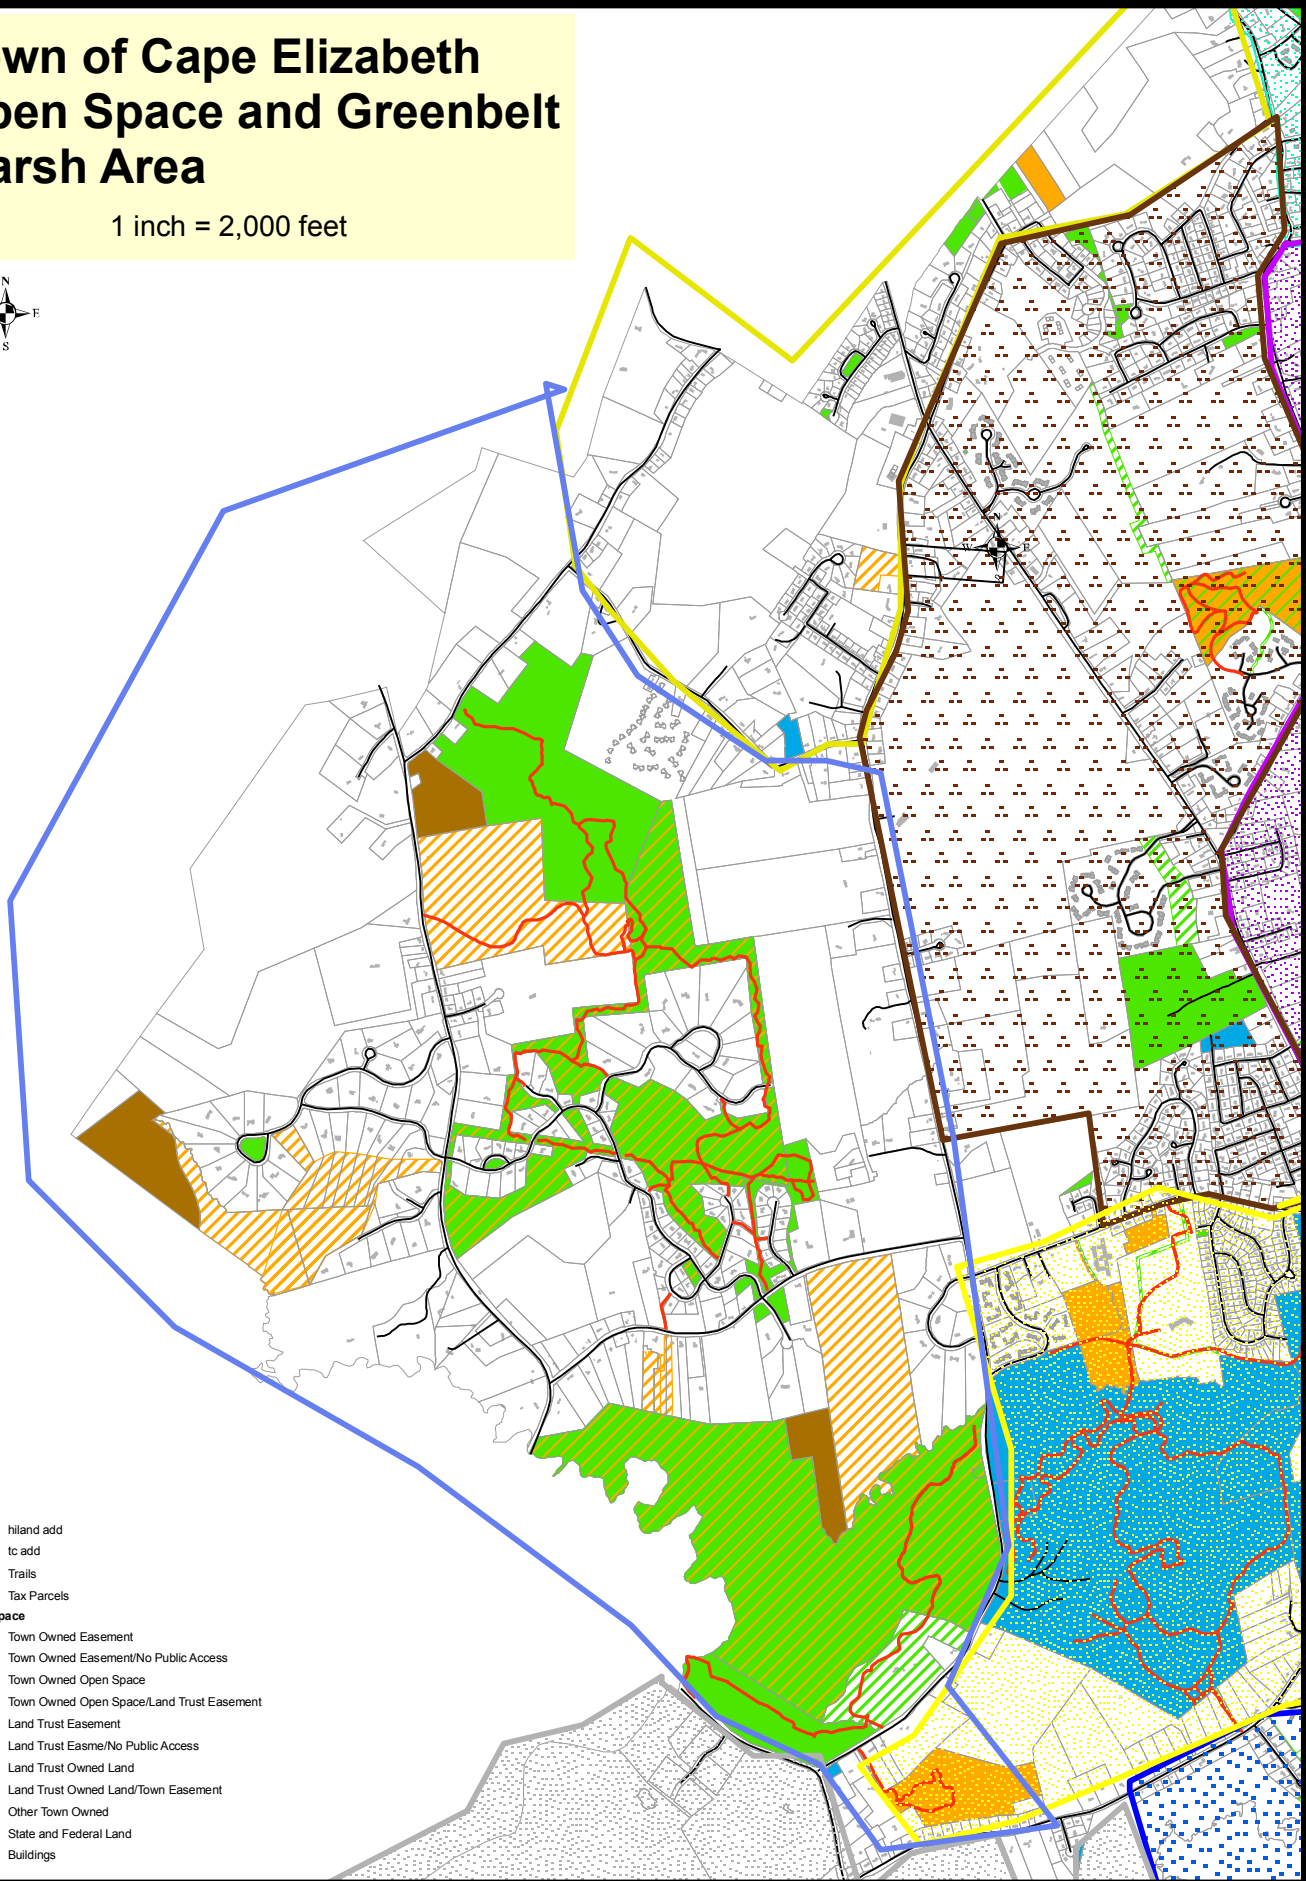 wn of Cape Elizabeth
pen Space and Greenbelt
arsh Area
1 inch = 2,000 feet
N
E
S
N
W
E
S
hiland add
tc add
Trails
Tax Parcels
pace
Town Owned Easement
Town Owned Easement/No Public Access
Town Owned Open Space
Town Owned Open Space/Land Trust Easement
Land Trust Easement
Land Trust Easme/No Public Access
Land Trust Owned Land
Land Trust Owned Land/Town Easement
Other Town Owned
State and Federal Land
Buildings